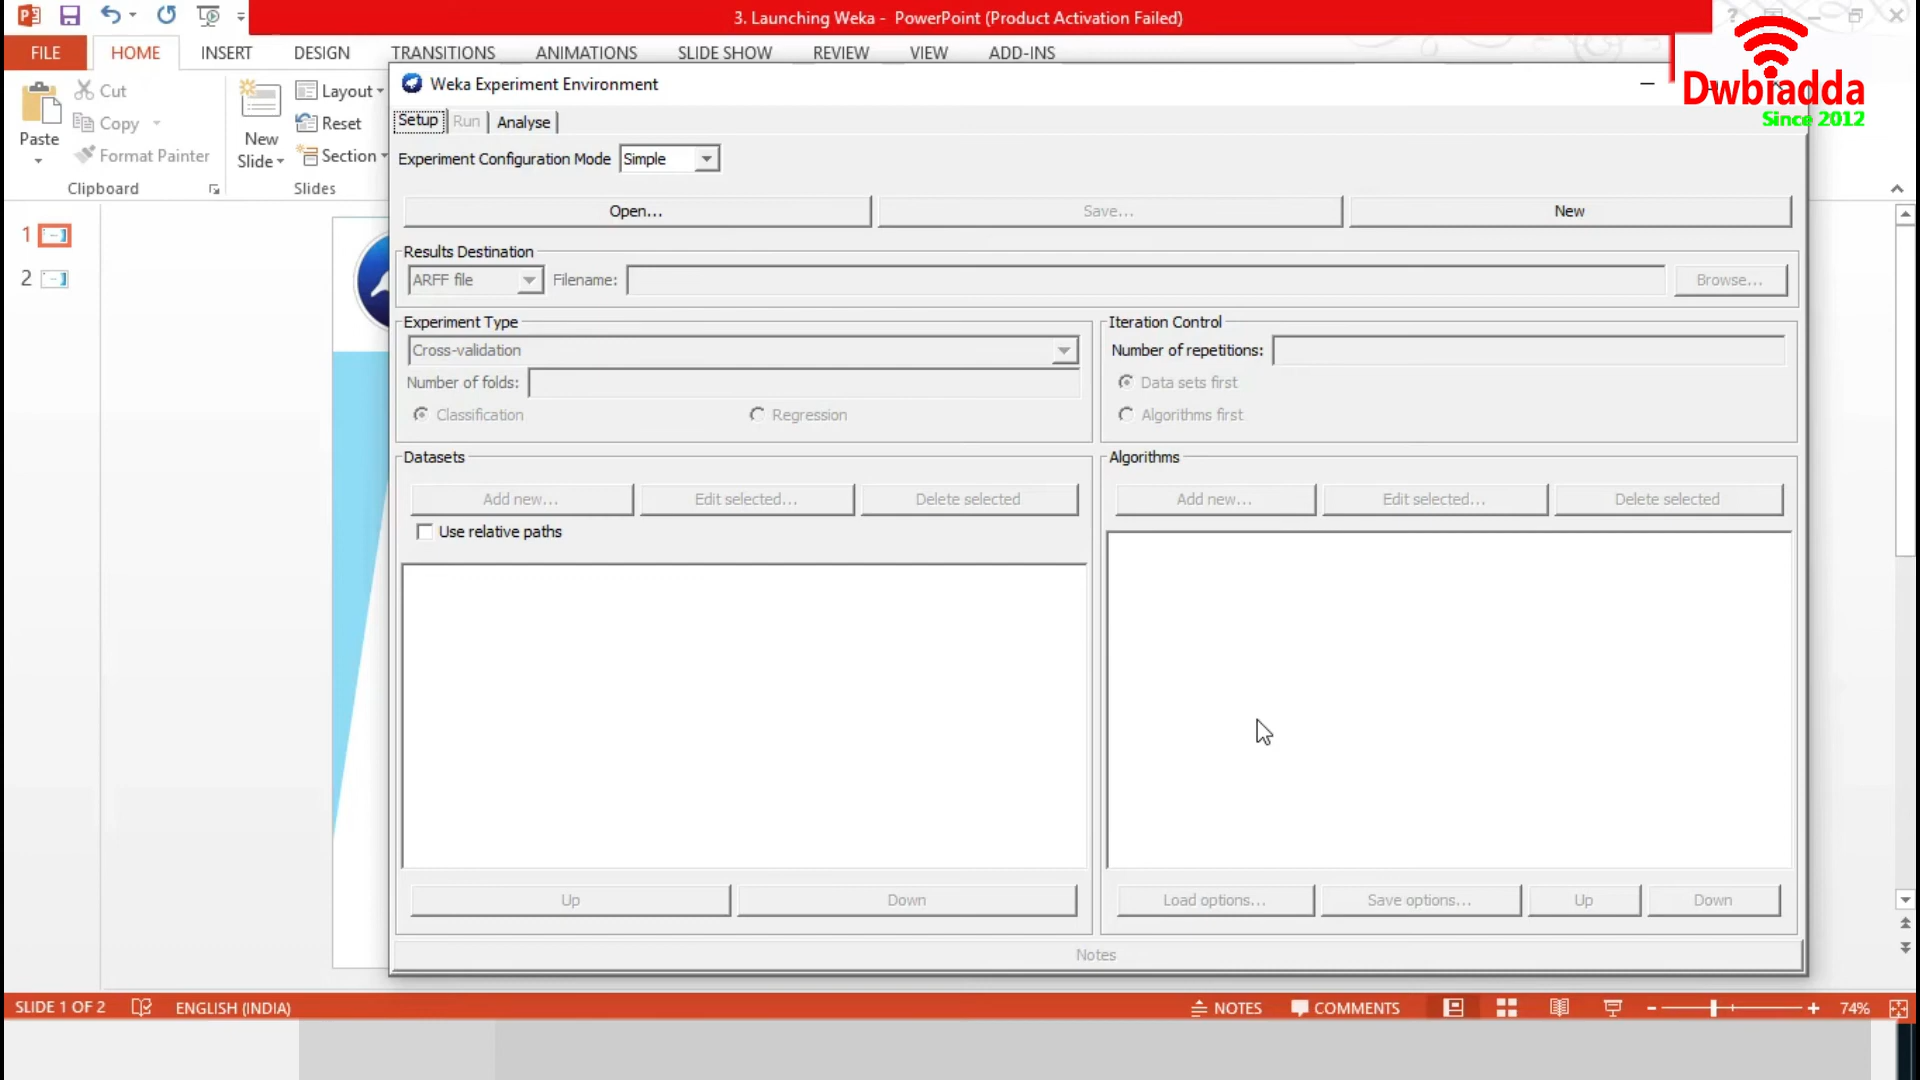 3. Launching Weka - PowerPoint (Product Activation Failed)
FILE HOME INSERT DESIGN TRANSITIONS ANIMATIONS SLIDE SHOW REVIEW VIEW ADD-INS
Dwbiadda
Since 2012
Paste
Cut
Copy
Format Painter
Clipboard
New
Slide
Layout
Reset
Section
Slides
Weka Experiment Environment
Setup Run Analyse
Experiment Configuration Mode Simple
Open... Save... New
Results Destination
ARFF file Filename: Browse...
Experiment Type
Cross-validation
Number of folds:
Classification Regression
Iteration Control
Number of repetitions:
Data sets first
Algorithms first
Datasets
Add new... Edit selected... Delete selected
Use relative paths
Up Down
Algorithms
Add new... Edit selected... Delete selected
Load options... Save options... Up Down
Notes
1
2
SLIDE 1 OF 2 ENGLISH (INDIA) NOTES COMMENTS 74%